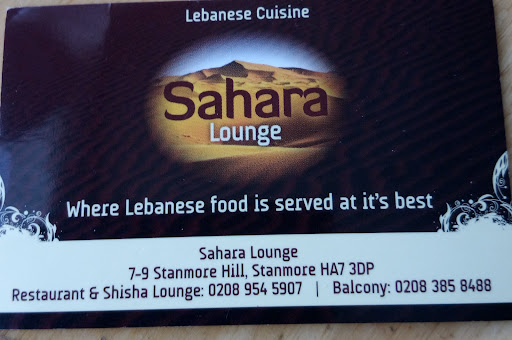 Lebanese Cuisine
Sahara
Lounge
Where Lebanese food is served at it's best
Sahara Lounge
7-9 Stanmore Hill, Stanmore HA7 3DP
Restaurant & Shisha Lounge: 0208 954 5907 | Balcony: 0208 385 8488